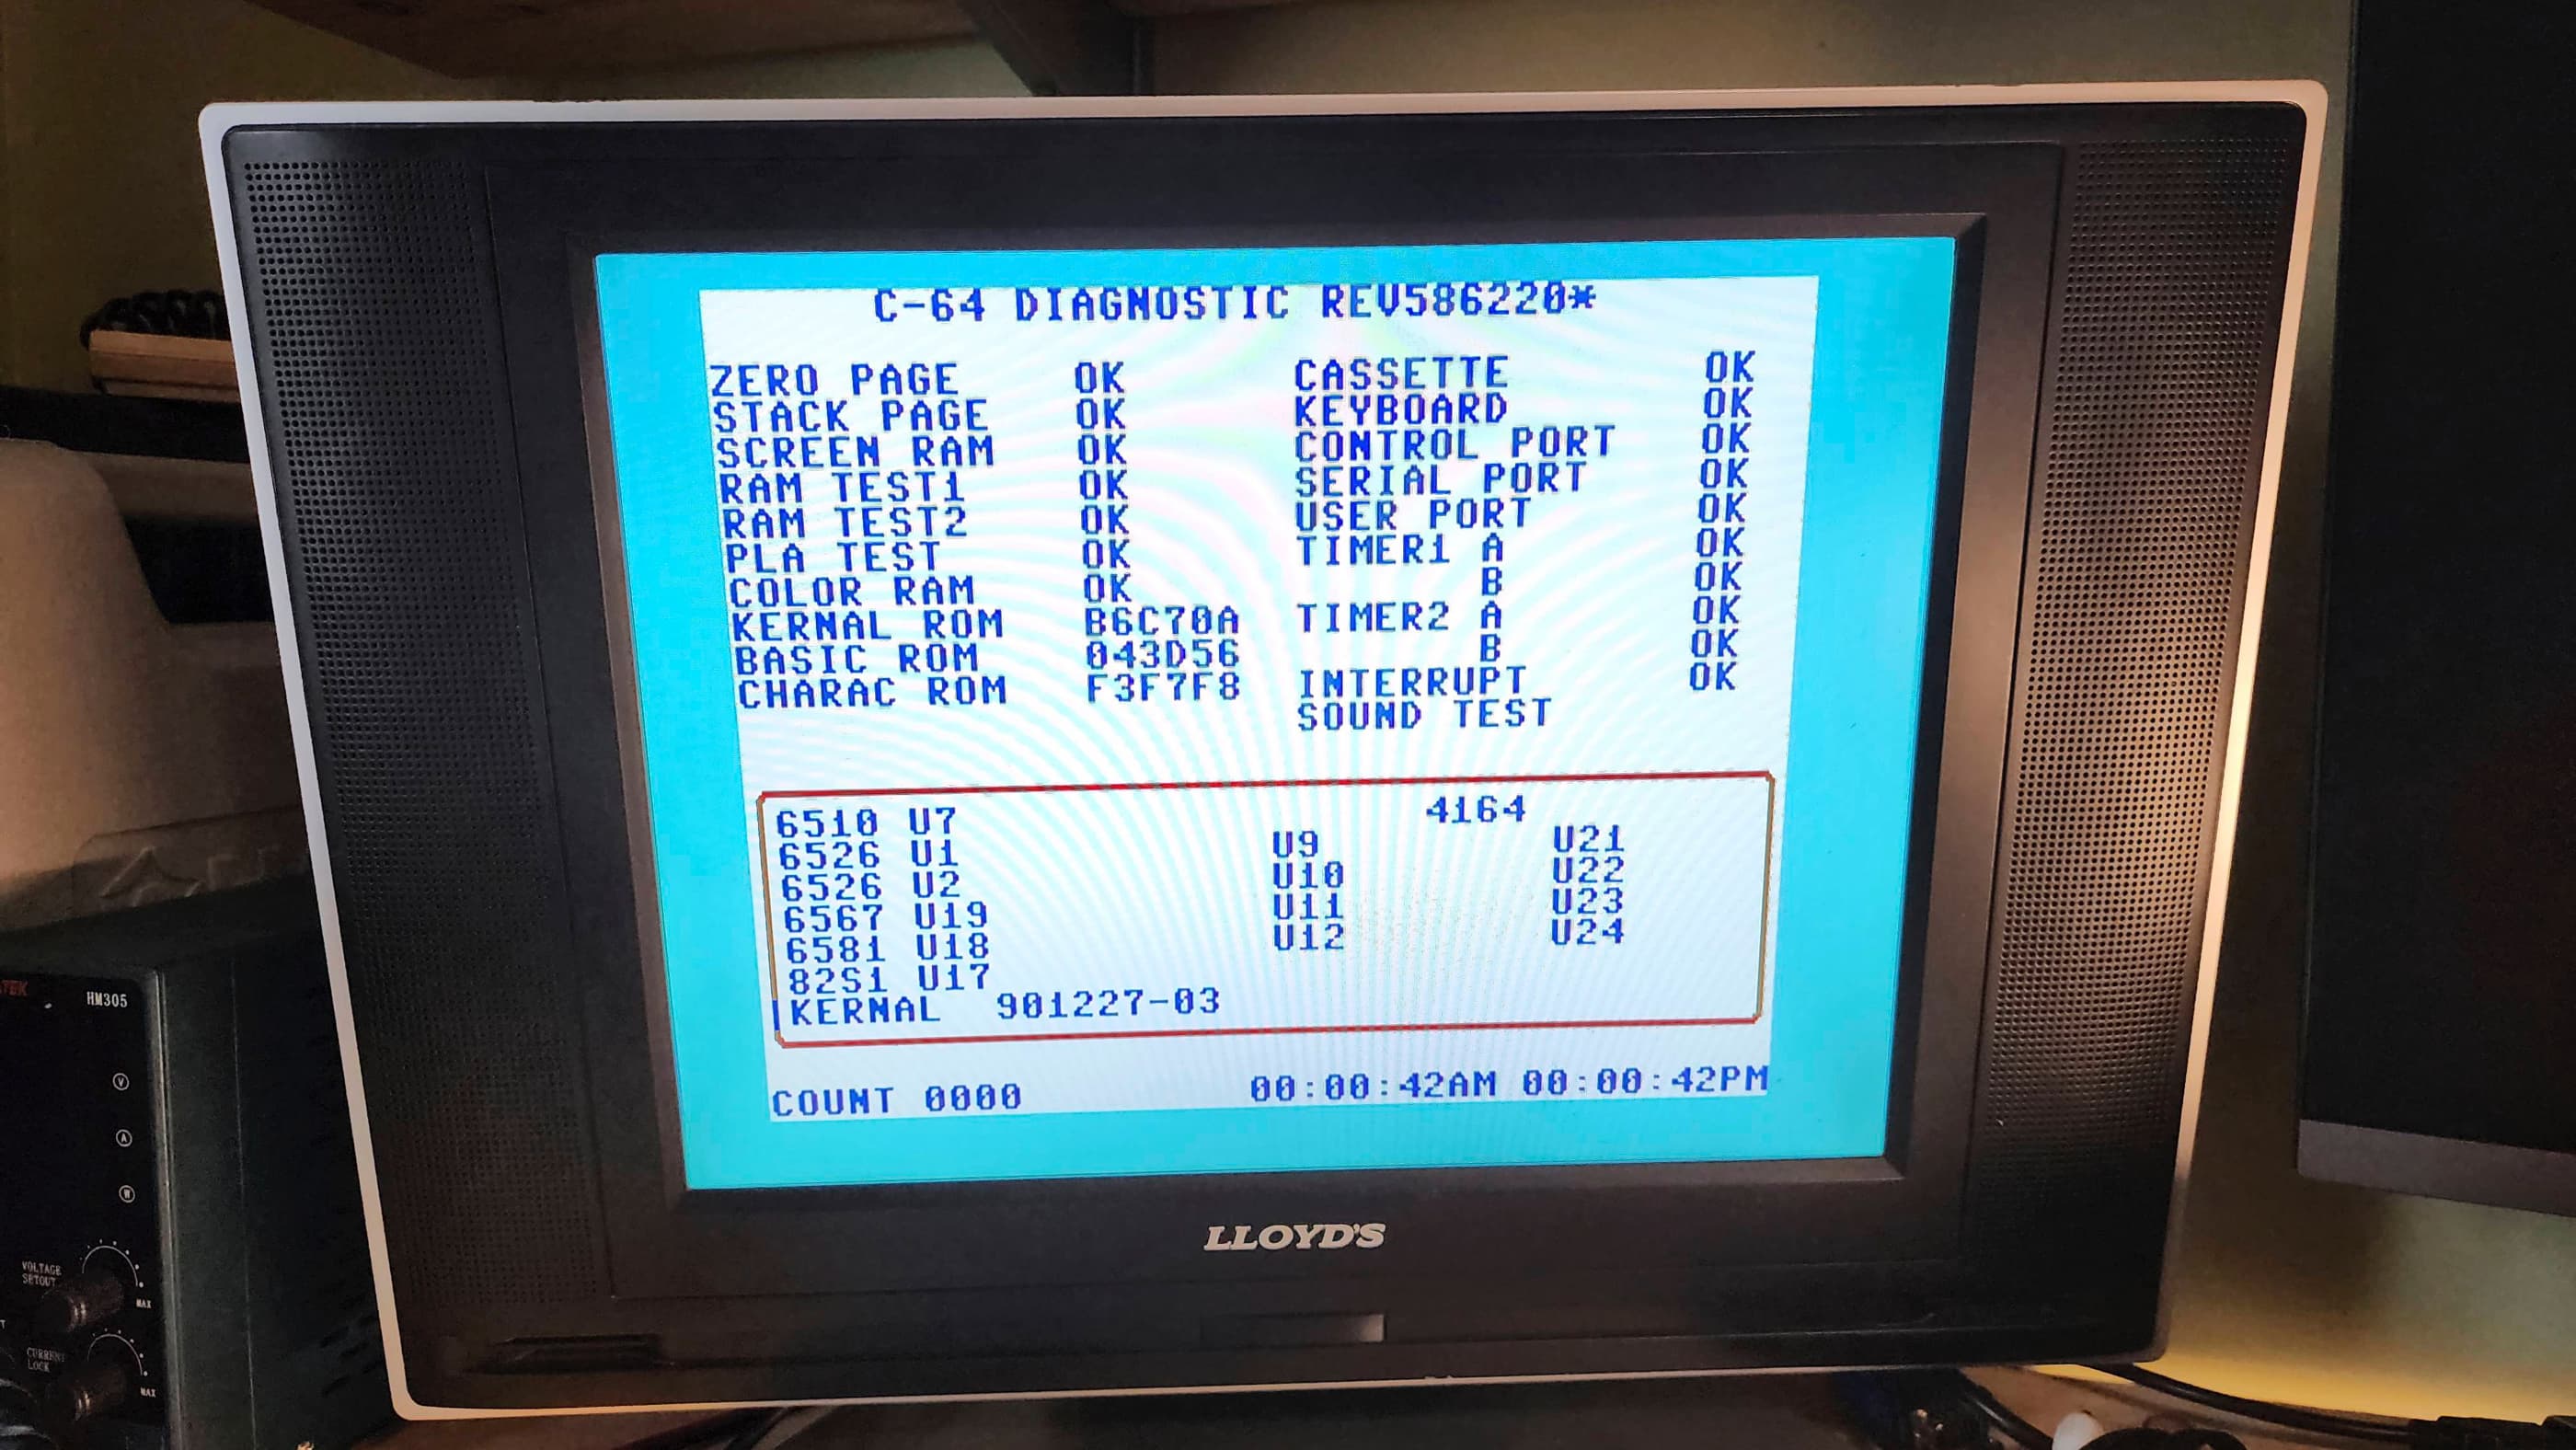 C-64 DIAGNOSTIC REV586220*
ZERO PAGE OK
STACK PAGE OK
SCREEN RAM OK
RAM TEST1 OK
RAM TEST2 OK
PLA TEST OK
COLOR RAM OK
KERNAL ROM B6C70A
BASIC ROM 043D56
CHARAC ROM F3F7F8
CASSETTE OK
KEYBOARD OK
CONTROL PORT OK
SERIAL PORT OK
USER PORT OK
TIMER1 A OK
B OK
TIMER2 A OK
B OK
INTERRUPT OK
SOUND TEST
6510 U7
6526 U1
6526 U2
6567 U19
6581 U18
82S1 U17
KERNAL 901227-03
4164
U9 U21
U10 U22
U11 U23
U12 U24
COUNT 0000 00:00:42AM 00:00:42PM
LLOYD'S
HM305
V
A
W
VOLTAGE
SETOUT
MAX
CURRENT
LOCK
MAX